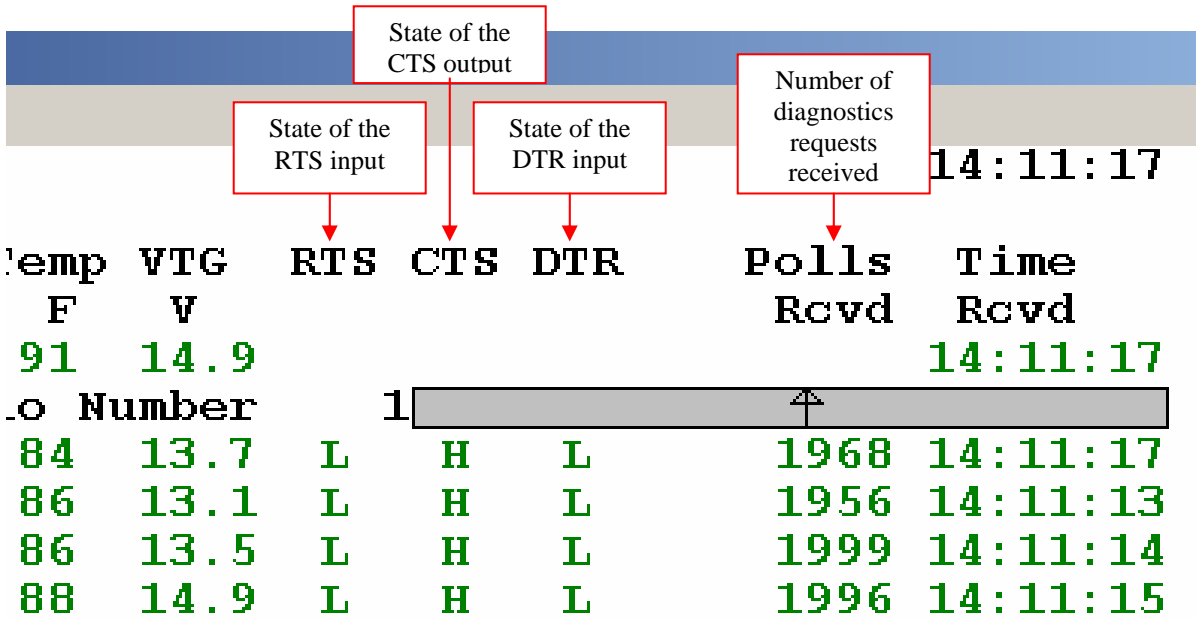 State of the
CTS output
State of the
RTS input
State of the
DTR input
Number of
diagnostics
requests
received
14:11:17
Temp VTG RTS CTS DTR Polls Time
F V Rcvd Rcvd
91 14.9 14:11:17
o Number 1
84 13.7 L H L 1968 14:11:17
86 13.1 L H L 1956 14:11:13
86 13.5 L H L 1999 14:11:14
88 14.9 L H L 1996 14:11:15